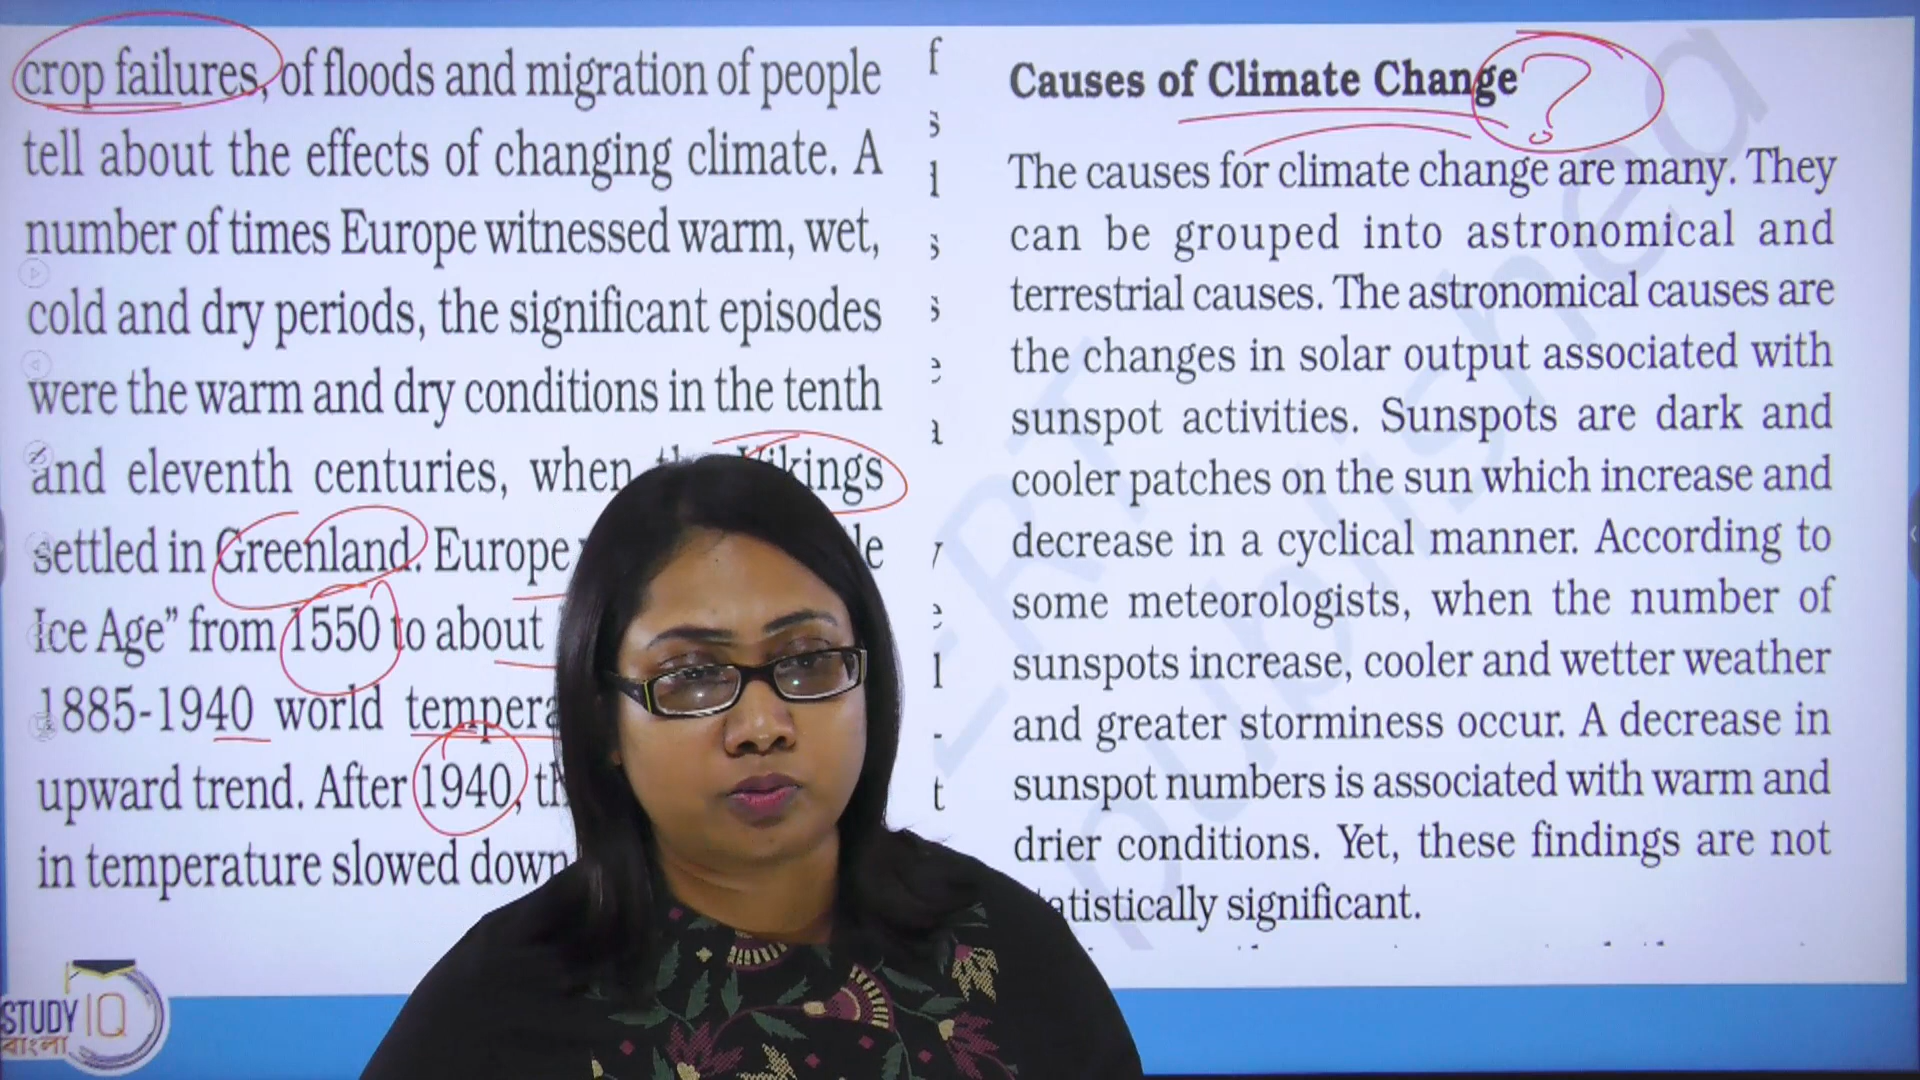 crop failures, of floods and migration of people
tell about the effects of changing climate. A
number of times Europe witnessed warm, wet,
cold and dry periods, the significant episodes
were the warm and dry conditions in the tenth
and eleventh centuries, when the Vikings
settled in Greenland. Europe
Ice Age” from 1550 to about
1885-1940 world
upward trend. After 1940,
in temperature slowed down
Causes of Climate Change ?
The causes for climate change are many. They
can be grouped into astronomical and
terrestrial causes. The astronomical causes are
the changes in solar output associated with
sunspot activities. Sunspots are dark and
cooler patches on the sun which increase and
decrease in a cyclical manner. According to
some meteorologists, when the number of
sunspots increase, cooler and wetter weather
and greater storminess occur. A decrease in
sunspot numbers is associated with warm and
drier conditions. Yet, these findings are not
statistically significant.
STUDY IQ
বাংলা
published